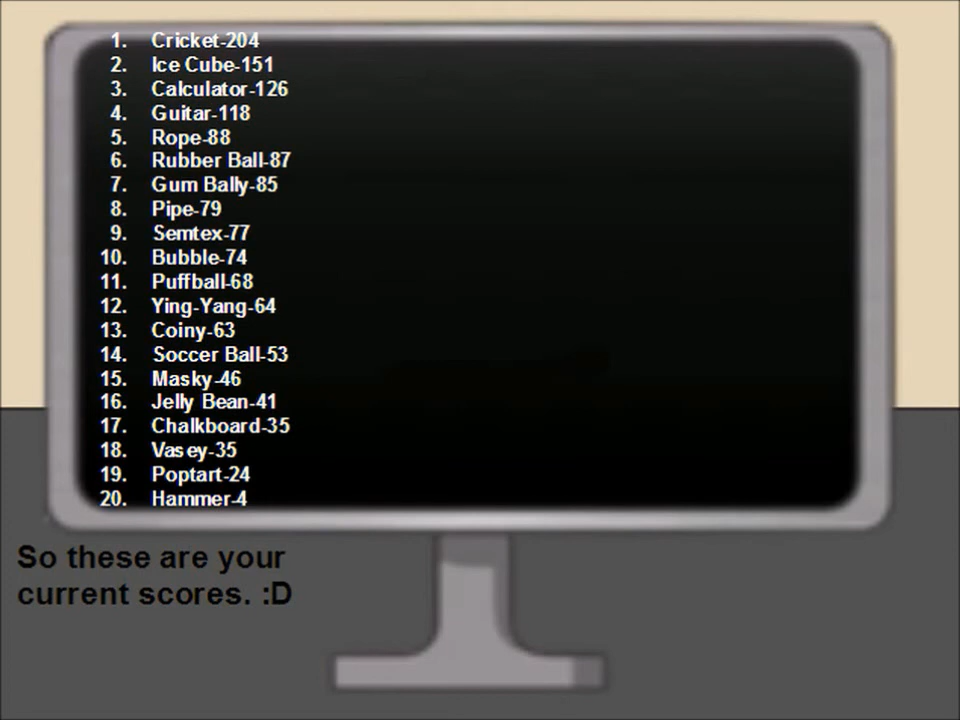 1. Cricket-204
2. Ice Cube-151
3. Calculator-126
4. Guitar-118
5. Rope-88
6. Rubber Ball-87
7. Gum Bally-85
8. Pipe-79
9. Semtex-77
10. Bubble-74
11. Puffball-68
12. Ying-Yang-64
13. Coiny-63
14. Soccer Ball-53
15. Masky-46
16. Jelly Bean-41
17. Chalkboard-35
18. Vasey-35
19. Poptart-24
20. Hammer-4
So these are your
current scores. :D